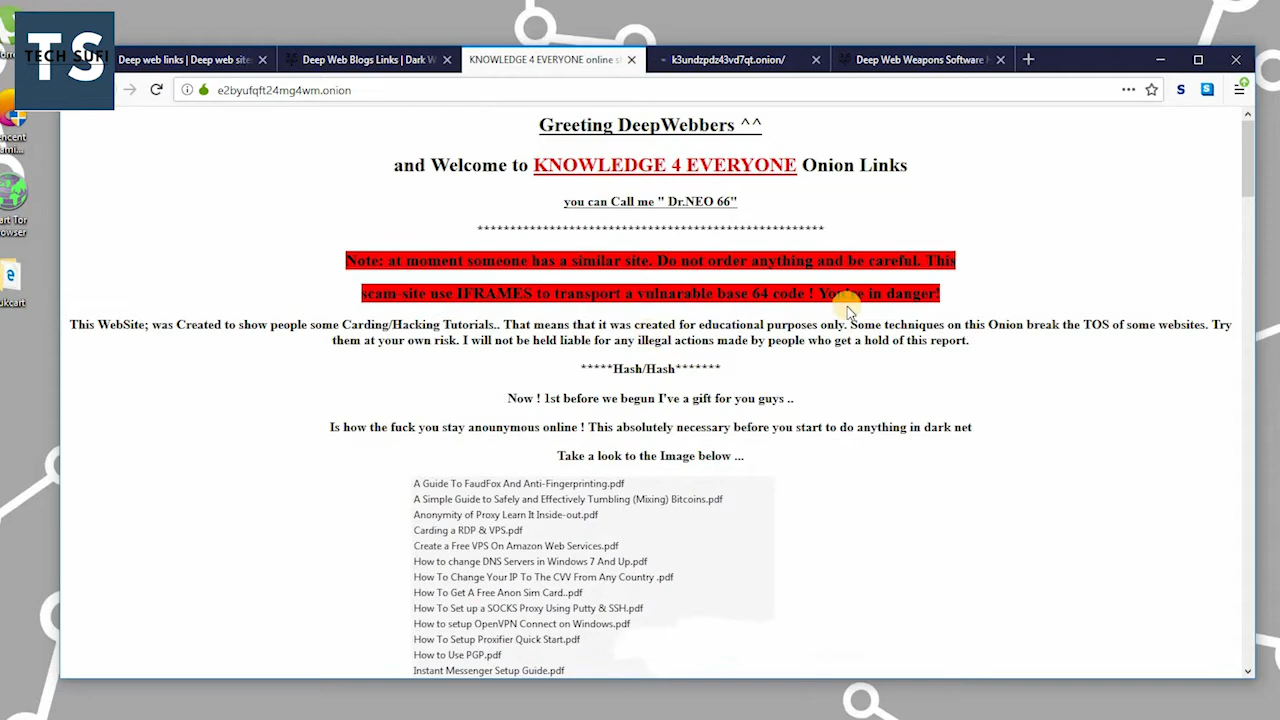 TS
TECH SUFI
Deep web links | Deep web site
Deep Web Blogs Links | Dark W
KNOWLEDGE 4 EVERYONE online s
k3undzpdz43vd7qt.onion/
Deep Web Weapons Software H
e2byufqft24mg4wm.onion
Greeting DeepWebbers ^^
and Welcome to KNOWLEDGE 4 EVERYONE Onion Links
you can Call me " Dr.NEO 66"
****************************************************
Note: at moment someone has a similar site. Do not order anything and be careful. This
scam-site use IFRAMES to transport a vulnarable base 64 code ! You're in danger!
This WebSite; was Created to show people some Carding/Hacking Tutorials.. That means that it was created for educational purposes only. Some techniques on this Onion break the TOS of some websites. Try
them at your own risk. I will not be held liable for any illegal actions made by people who get a hold of this report.
*****Hash/Hash*******
Now ! 1st before we begun I've a gift for you guys ..
Is how the fuck you stay anounymous online ! This absolutely necessary before you start to do anything in dark net
Take a look to the Image below ...
A Guide To FaudFox And Anti-Fingerprinting.pdf
A Simple Guide to Safely and Effectively Tumbling (Mixing) Bitcoins.pdf
Anonymity of Proxy Learn It Inside-out.pdf
Carding a RDP & VPS.pdf
Create a Free VPS On Amazon Web Services.pdf
How to change DNS Servers in Windows 7 And Up.pdf
How To Change Your IP To The CVV From Any Country .pdf
How To Get A Free Anon Sim Card..pdf
How To Set up a SOCKS Proxy Using Putty & SSH.pdf
How to setup OpenVPN Connect on Windows.pdf
How To Setup Proxifier Quick Start.pdf
How to Use PGP.pdf
Instant Messenger Setup Guide.pdf
encent
ami...
art Tor
rowser
ukcart